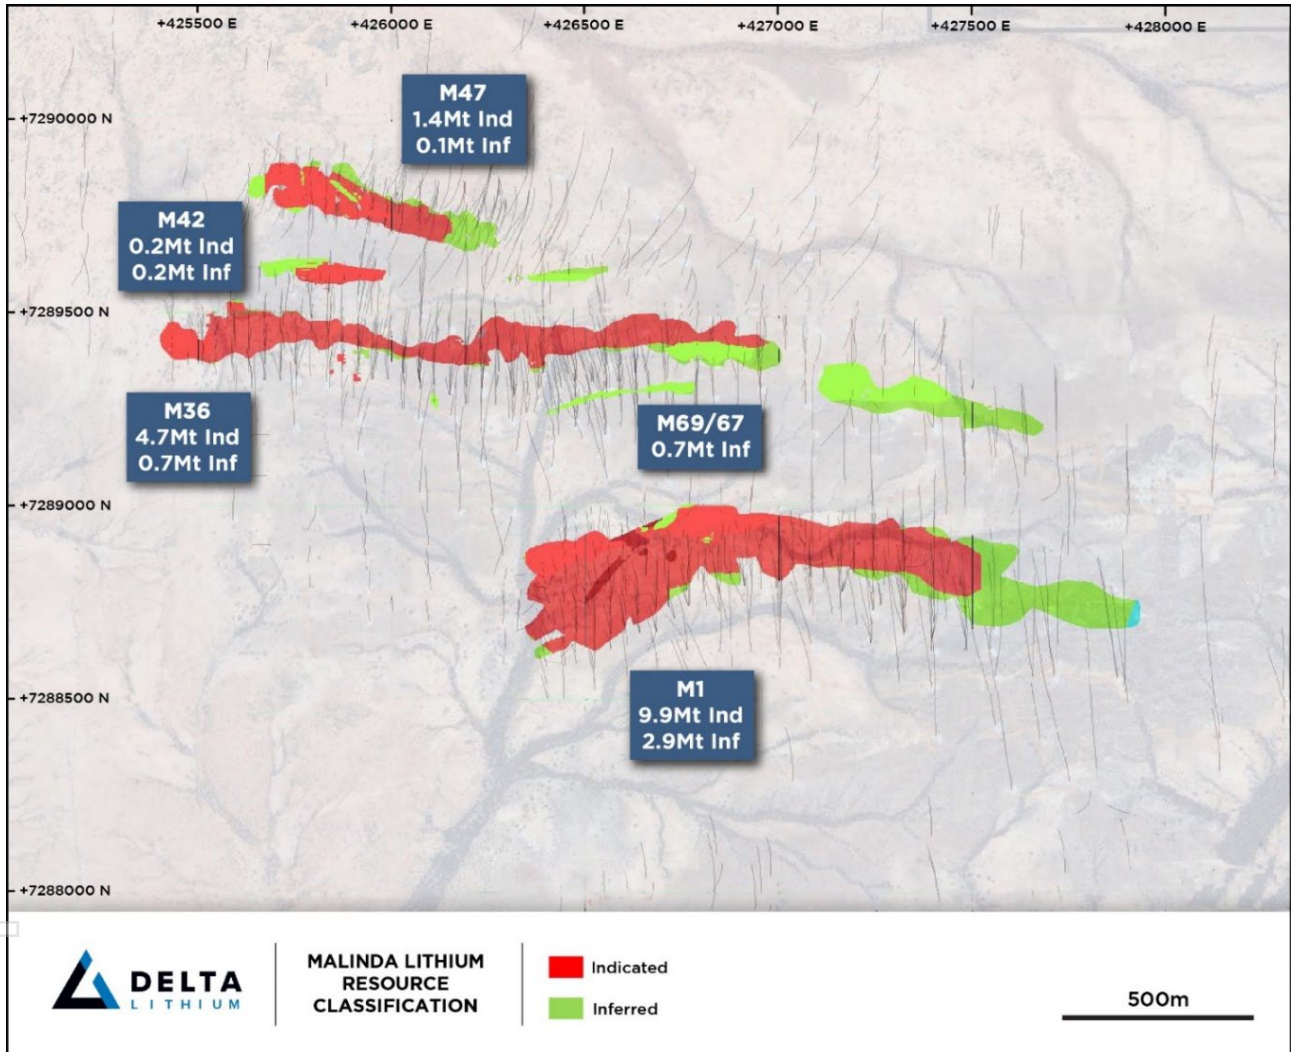 +425500 E
+426000 E
+426500 E
+427000 E
+427500 E
+428000 E
+7290000 N
+7289500 N
+7289000 N
+7288500 N
+7288000 N
M47
1.4Mt Ind
0.1Mt Inf
M42
0.2Mt Ind
0.2Mt Inf
M36
4.7Mt Ind
0.7Mt Inf
M69/67
0.7Mt Inf
M1
9.9Mt Ind
2.9Mt Inf
DELTA
LITHIUM
MALINDA LITHIUM
RESOURCE
CLASSIFICATION
Indicated
Inferred
500m